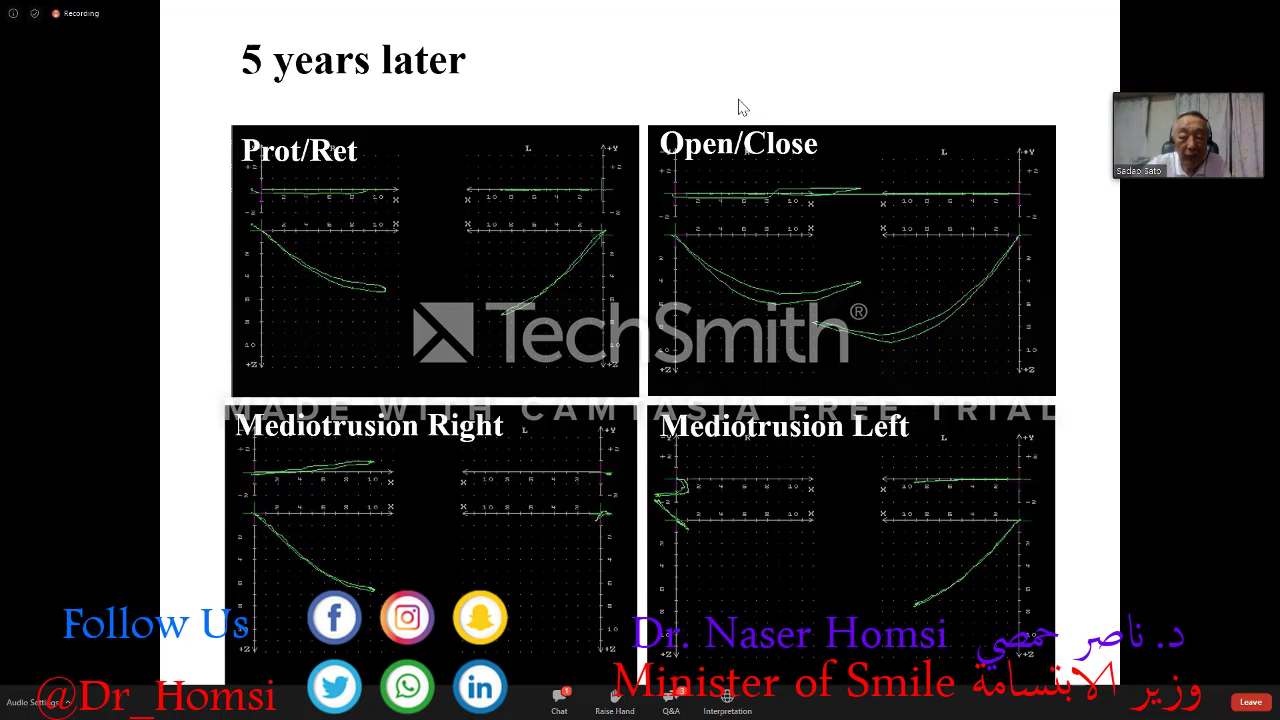 Recording
5 years later
Sadao Sato
Prot/Ret
Open/Close
TechSmith®
MADE WITH CAMTASIA FREE TRIAL
Mediotrusion Right
Mediotrusion Left
Follow Us
@Dr_Homsi
Dr. Naser Homsi د. ناصر حمصي
Minister of Smile وزير الابتسامة
Audio Settings
Chat
Raise Hand
Q&A
Interpretation
Leave